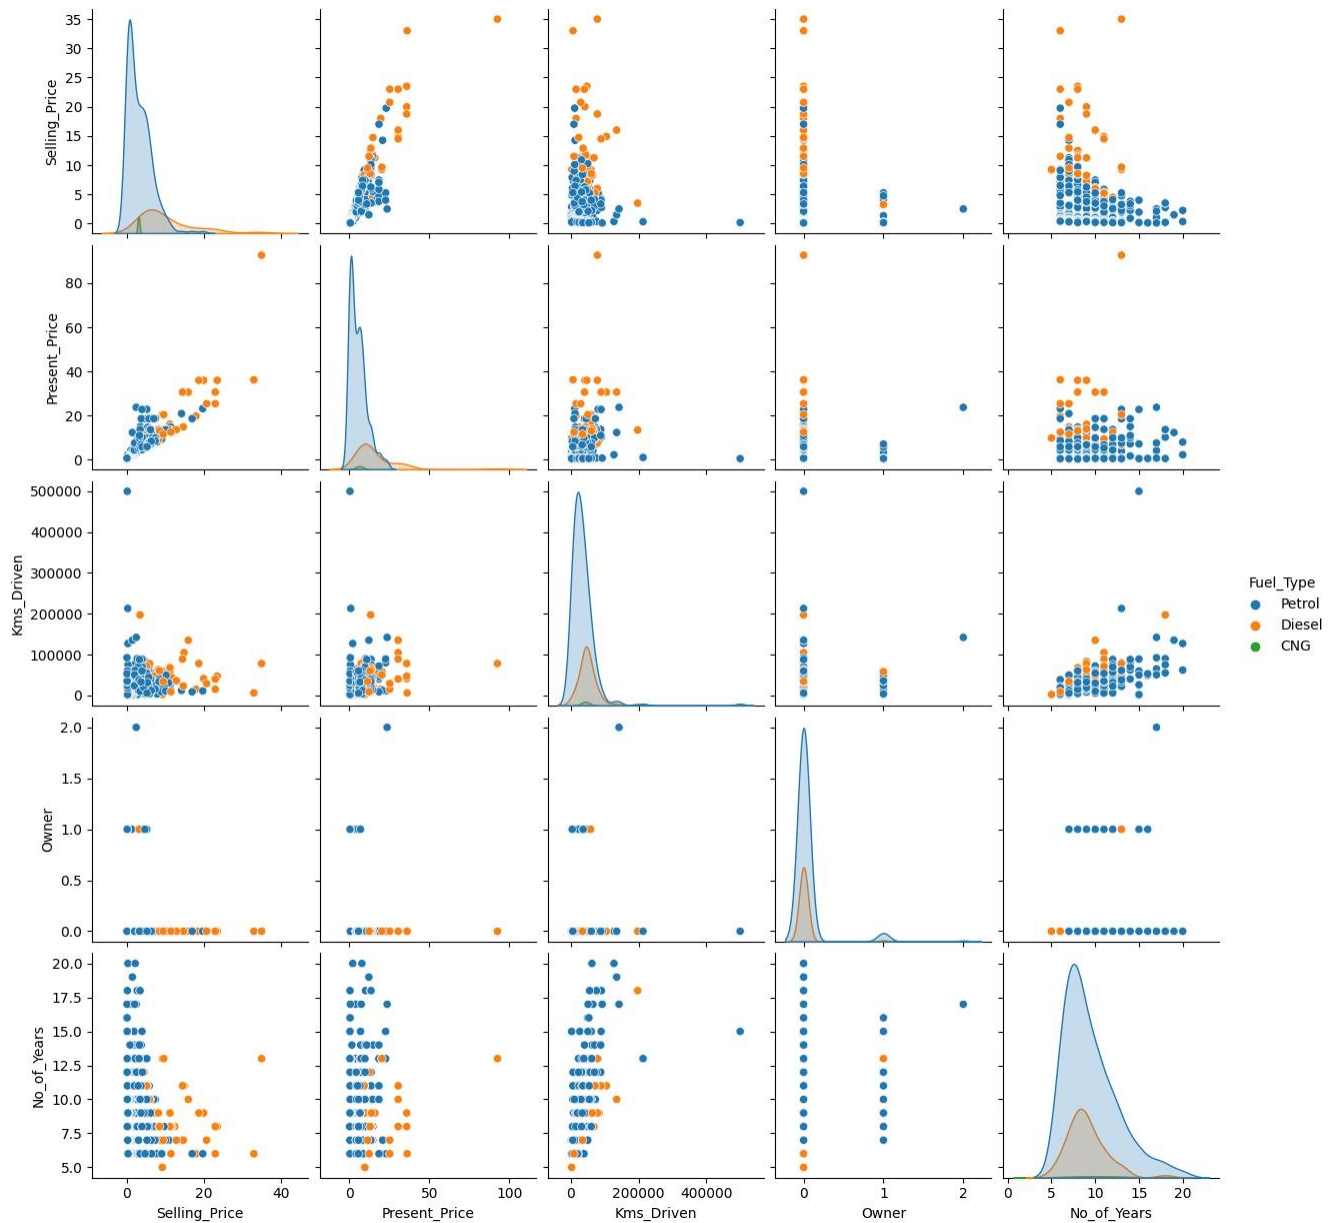 35
30
25
20
15
10
5
0
Selling_Price
80
60
40
20
0
Present_Price
500000
400000
300000
200000
100000
0
Kms_Driven
Fuel_Type
Petrol
Diesel
CNG
2.0
1.5
1.0
0.5
0.0
Owner
20.0
17.5
15.0
12.5
10.0
7.5
5.0
No_of_Years
0 20 40 0 50 100 0 200000 400000 0 1 2 0 5 10 15 20
Selling_Price Present_Price Kms_Driven Owner No_of_Years